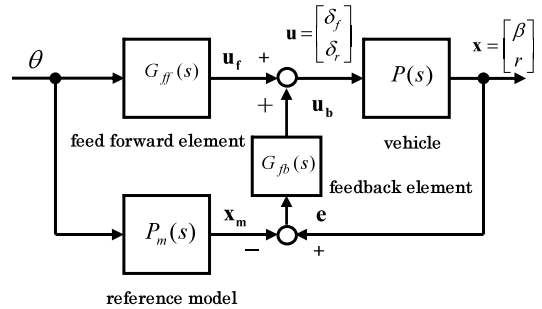 θ
G_ff(s)
u_f +
+
u_b
u = [δ_f δ_r]
P(s)
x = [β r]
feed forward element
vehicle
G_fb(s)
feedback element
P_m(s)
x_m
−
e
+
reference model